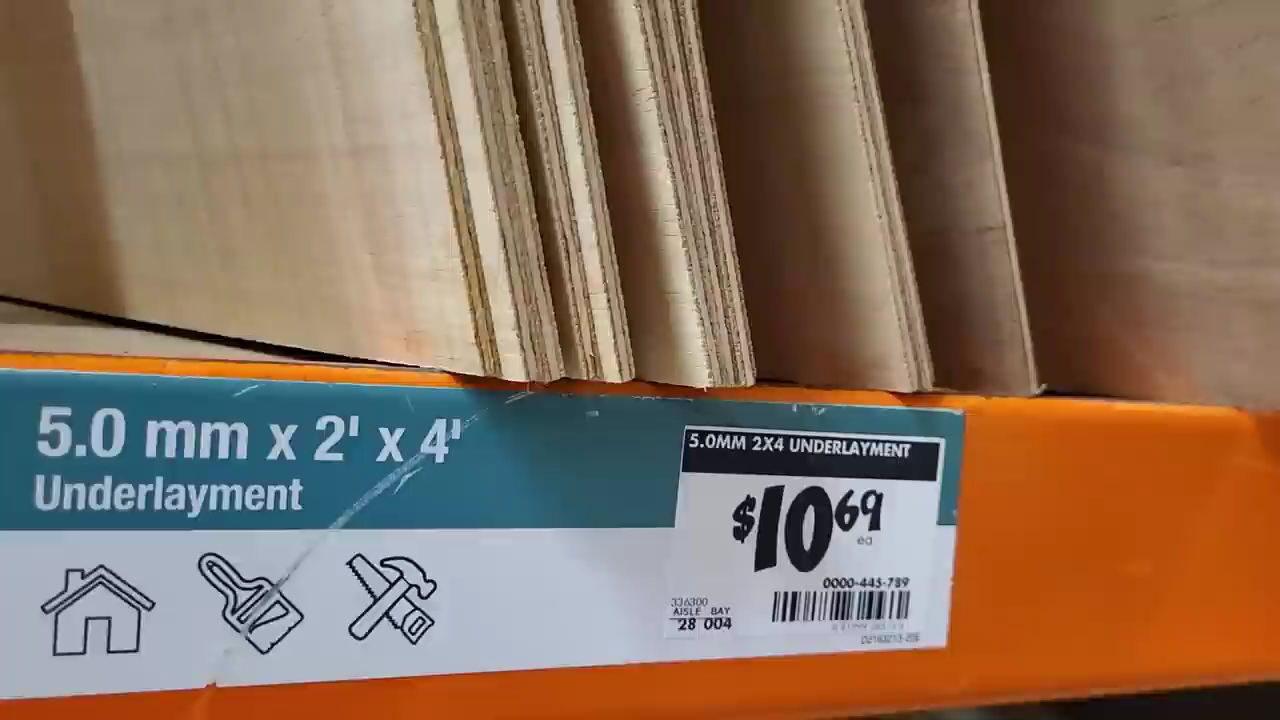 5.0 mm x 2' x 4'
Underlayment
5.0MM 2X4 UNDERLAYMENT
$10 69
ea
0000-445-789
336300
AISLE BAY
28 004